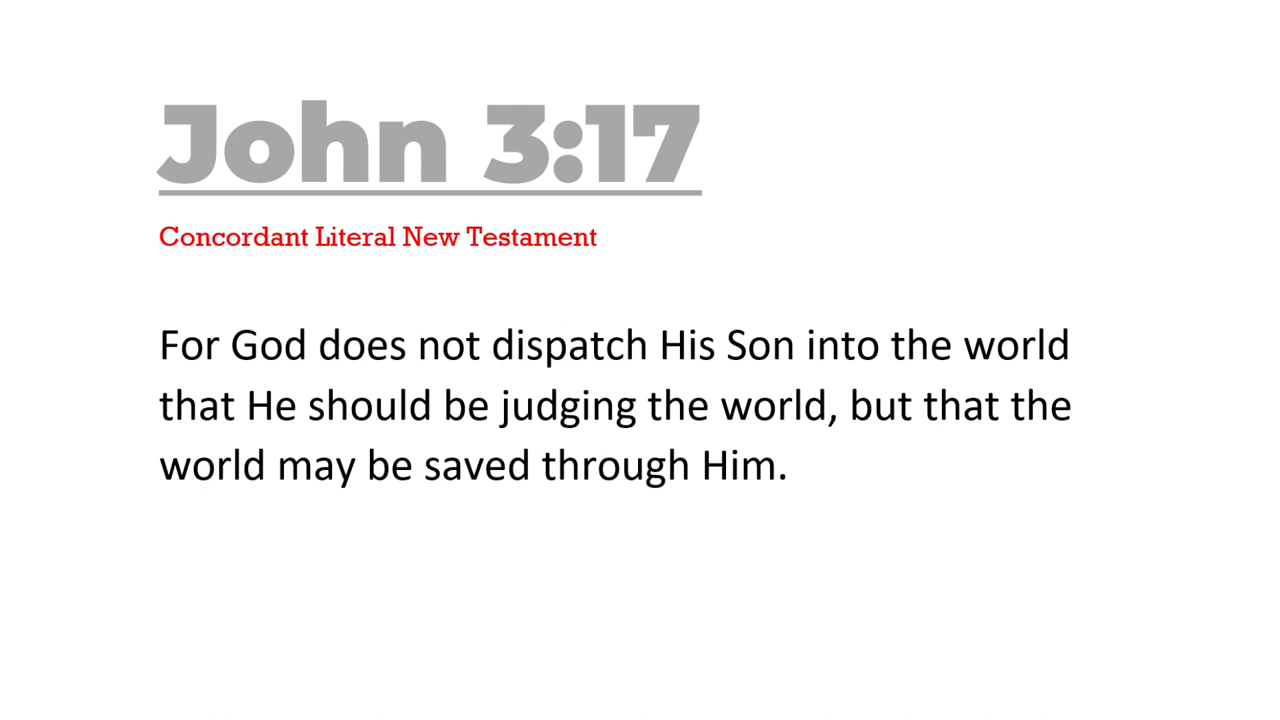 John 3:17
Concordant Literal New Testament
For God does not dispatch His Son into the world
that He should be judging the world, but that the
world may be saved through Him.